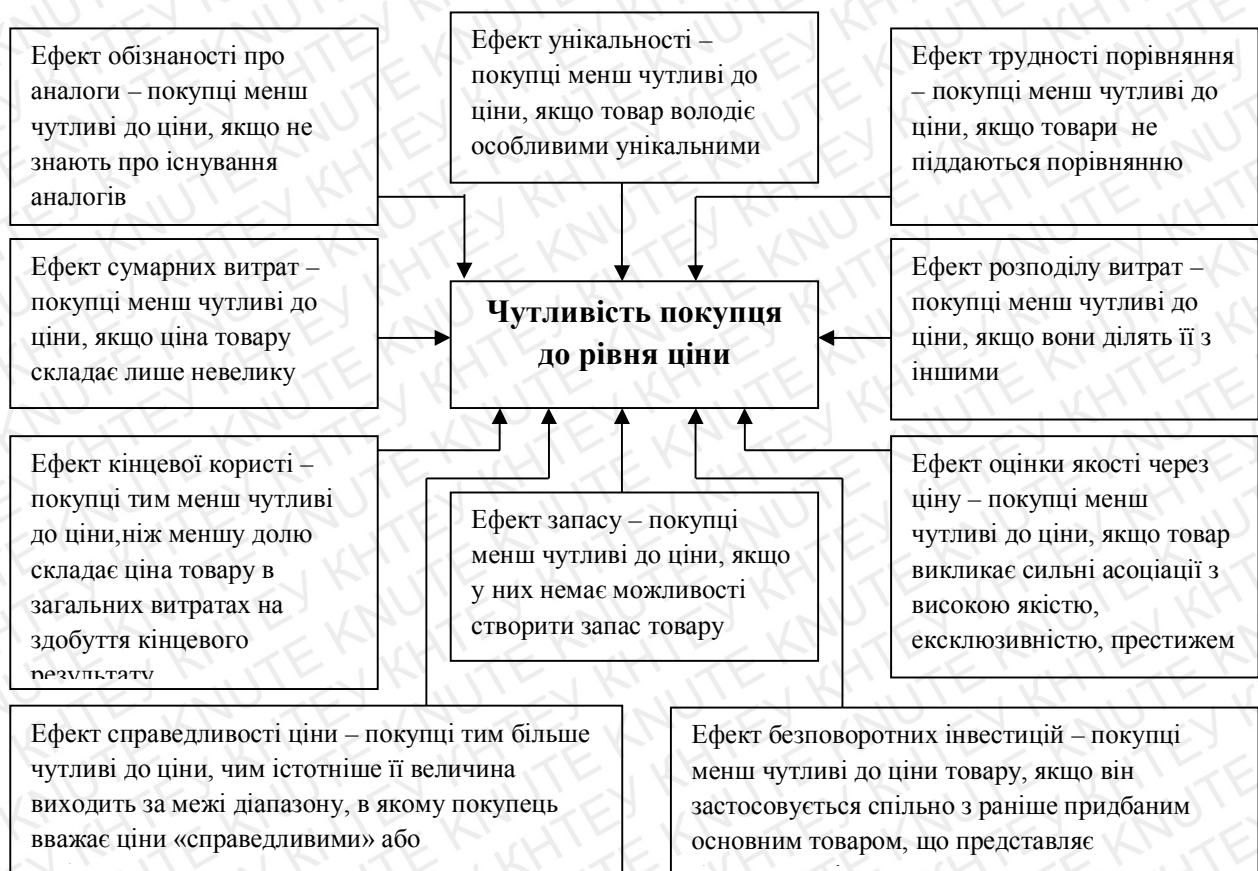 Ефект обізнаності про
аналоги – покупці менш
чутливі до ціни, якщо не
знають про існування
аналогів
Ефект унікальності –
покупці менш чутливі до
ціни, якщо товар володіє
особливими унікальними
Ефект трудності порівняння
– покупці менш чутливі до
ціни, якщо товари не
піддаються порівнянню
Ефект сумарних витрат –
покупці менш чутливі до
ціни, якщо ціна товару
складає лише невелику
Чутливість покупця
до рівня ціни
Ефект розподілу витрат –
покупці менш чутливі до
ціни, якщо вони ділять її з
іншими
Ефект кінцевої користі –
покупці тим менш чутливі
до ціни,ніж меншу долю
складає ціна товару в
загальних витратах на
здобуття кінцевого
результату
Ефект запасу – покупці
менш чутливі до ціни, якщо
у них немає можливості
створити запас товару
Ефект оцінки якості через
ціну – покупці менш
чутливі до ціни, якщо товар
викликає сильні асоціації з
високою якістю,
ексклюзивністю, престижем
Ефект справедливості ціни – покупці тим більше
чутливі до ціни, чим істотніше її величина
виходить за межі діапазону, в якому покупець
вважає ціни «справедливими» або
Ефект безповоротних інвестицій – покупці
менш чутливі до ціни товару, якщо він
застосовується спільно з раніше придбаним
основним товаром, що представляє